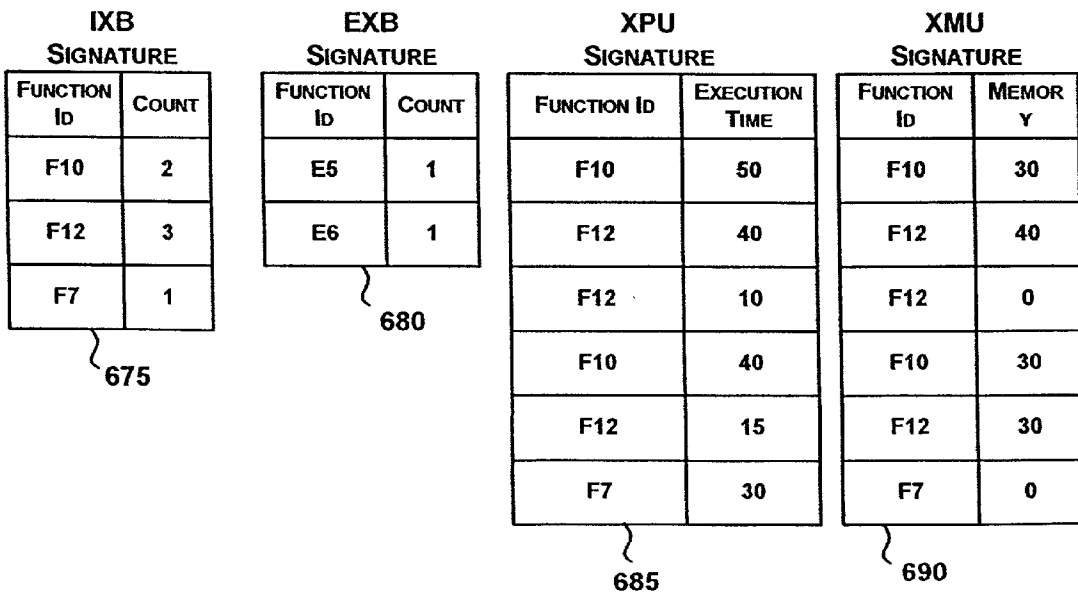 IXB
SIGNATURE
FUNCTION ID COUNT
F10 2
F12 3
F7 1
675
EXB
SIGNATURE
FUNCTION ID COUNT
E5 1
E6 1
680
XPU
SIGNATURE
FUNCTION ID EXECUTION TIME
F10 50
F12 40
F12 10
F10 40
F12 15
F7 30
685
XMU
SIGNATURE
FUNCTION ID MEMOR Y
F10 30
F12 40
F12 0
F10 30
F12 30
F7 0
690